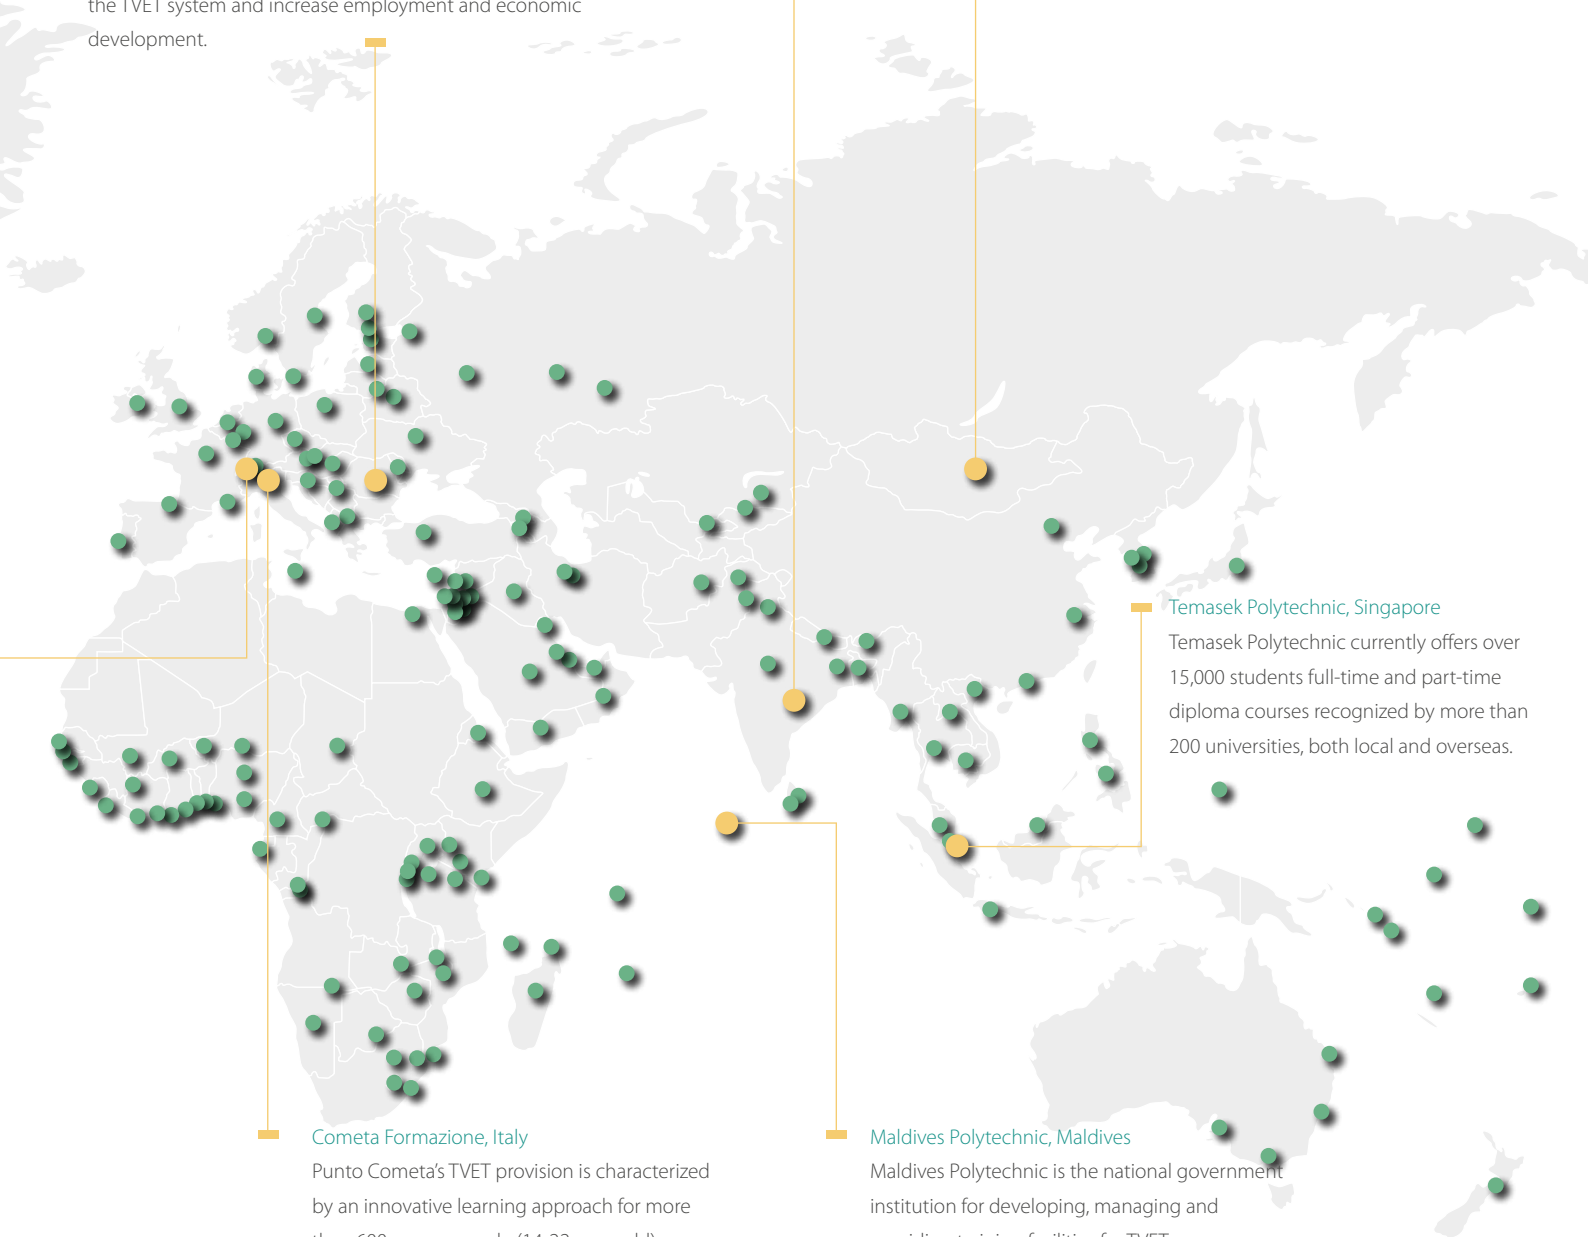 the TVET system and increase employment and economic
development.
Temasek Polytechnic, Singapore
Temasek Polytechnic currently offers over
15,000 students full-time and part-time
diploma courses recognized by more than
200 universities, both local and overseas.
Cometa Formazione, Italy
Punto Cometa’s TVET provision is characterized
by an innovative learning approach for more
Maldives Polytechnic, Maldives
Maldives Polytechnic is the national government
institution for developing, managing and